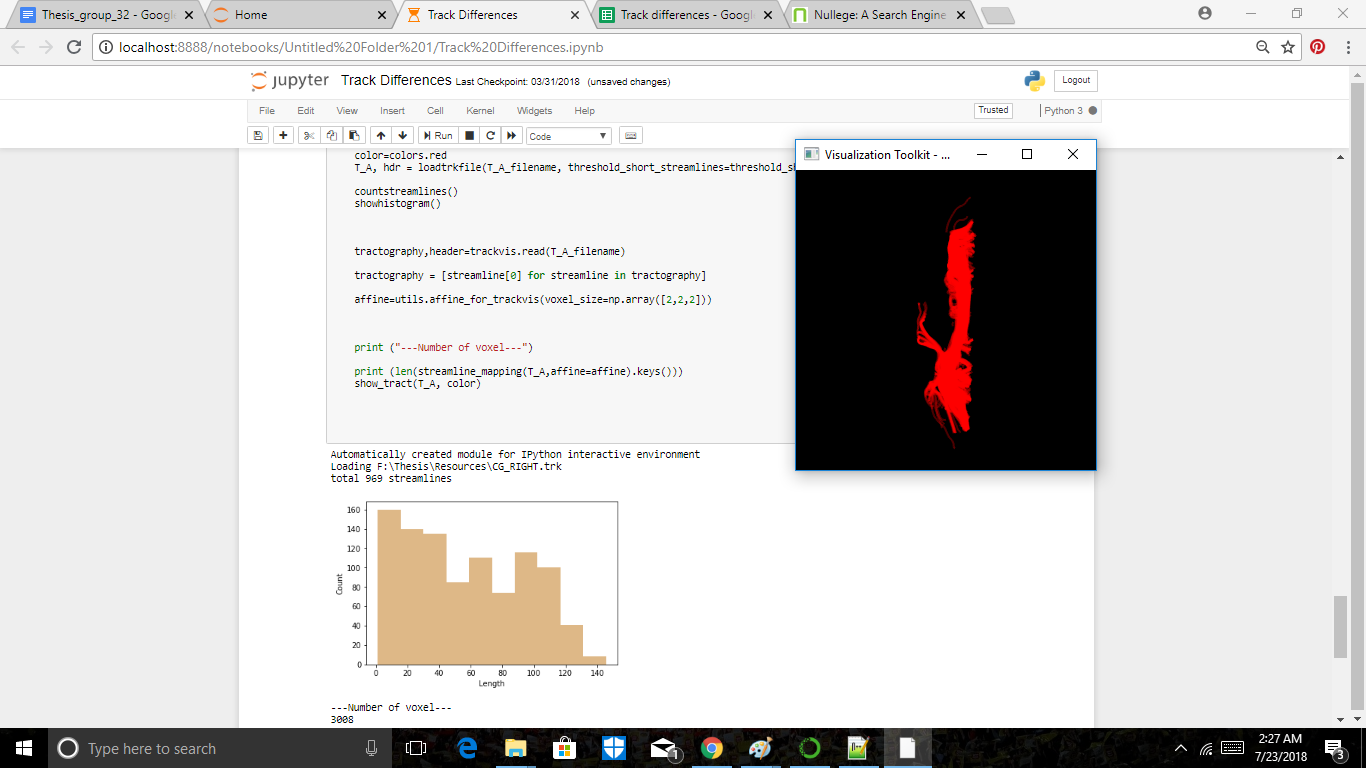 Thesis_group_32 - Googl
Home
Track Differences
Track differences - Googl
Nullege: A Search Engine
localhost:8888/notebooks/Untitled%20Folder%201/Track%20Differences.ipynb
jupyter Track Differences Last Checkpoint: 03/31/2018 (unsaved changes)
Logout
File Edit View Insert Cell Kernel Widgets Help
Trusted
Python 3
Run
Code
Visualization Toolkit - ...
color=colors.red
T_A, hdr = loadtrkfile(T_A_filename, threshold_short_streamlines=threshold_sh
countstreamlines()
showhistogram()
tractography,header=trackvis.read(T_A_filename)
tractography = [streamline[0] for streamline in tractography]
affine=utils.affine_for_trackvis(voxel_size=np.array([2,2,2]))
print ("---Number of voxel---")
print (len(streamline_mapping(T_A,affine=affine).keys()))
show_tract(T_A, color)
Automatically created module for IPython interactive environment
Loading F:\Thesis\Resources\CG_RIGHT.trk
total 969 streamlines
160
140
120
100
80
60
40
20
0
Count
0 20 40 60 80 100 120 140
Length
---Number of voxel---
3008
Type here to search
1
2:27 AM
7/23/2018
3